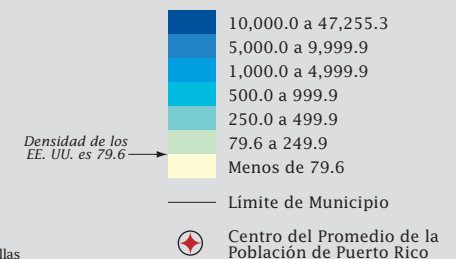 10,000.0 a 47,255.3
5,000.0 a 9,999.9
1,000.0 a 4,999.9
500.0 a 999.9
250.0 a 499.9
79.6 a 249.9
Densidad de los
EE. UU. es 79.6
Menos de 79.6
Límite de Municipio
Centro del Promedio de la
Población de Puerto Rico